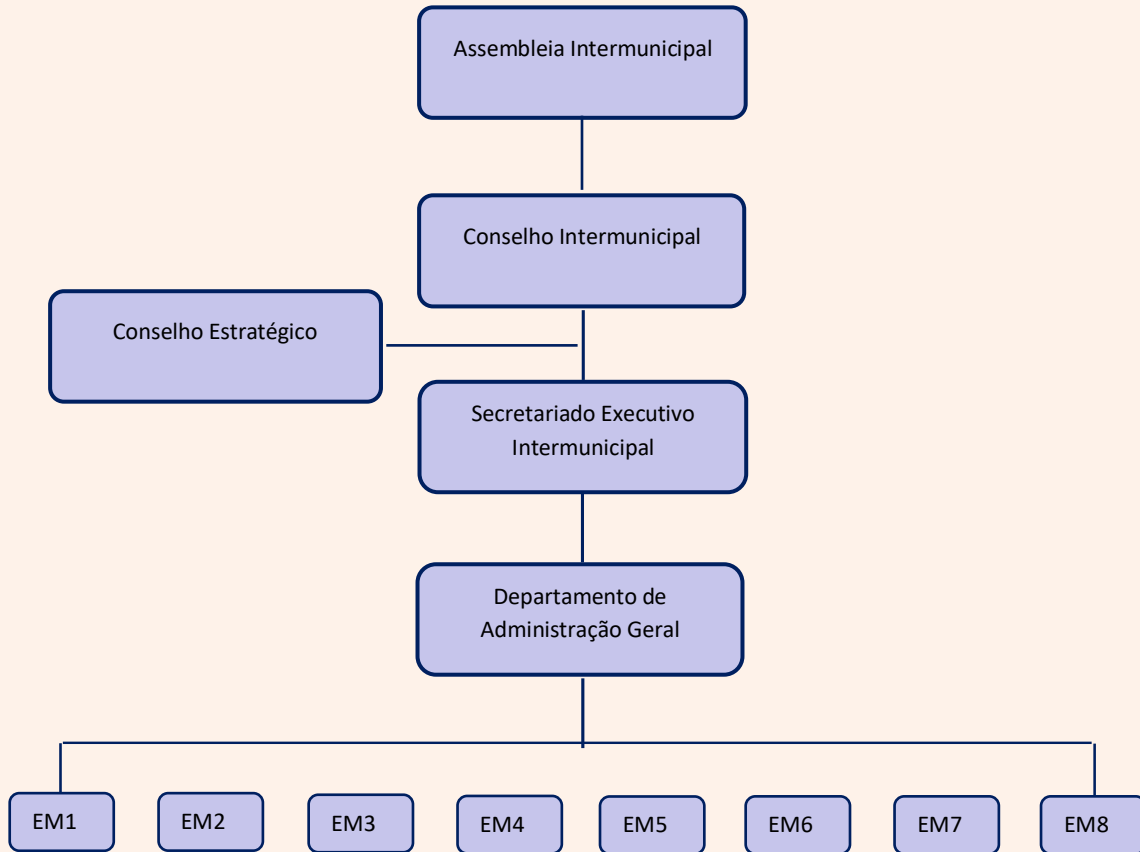 Assembleia Intermunicipal
Conselho Intermunicipal
Conselho Estratégico
Secretariado Executivo
Intermunicipal
Departamento de
Administração Geral
EM1
EM2
EM3
EM4
EM5
EM6
EM7
EM8